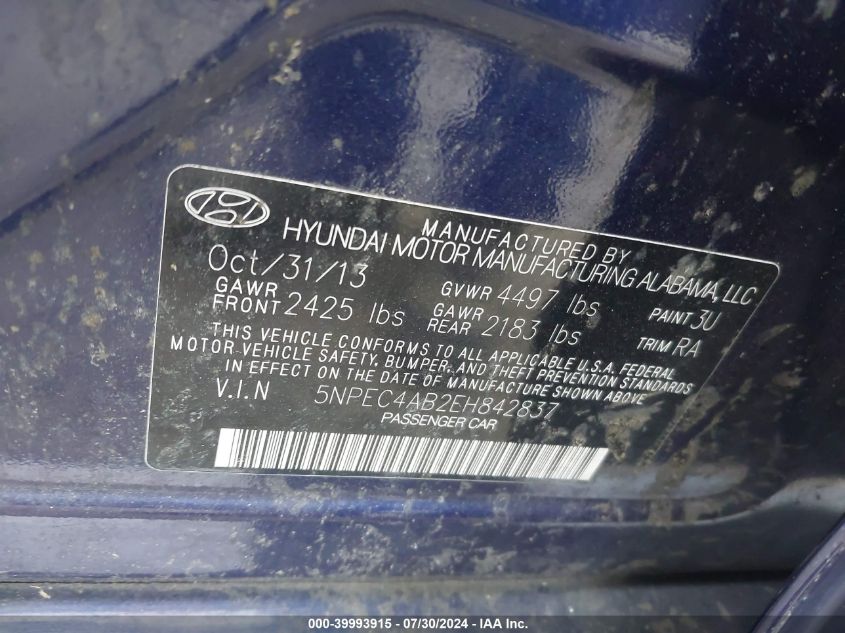 MANUFACTURED BY
HYUNDAI MOTOR MANUFACTURING ALABAMA, LLC
Oct/31/13 GVWR 4497 lbs PAINT 3U
GAWR FRONT 2425 lbs GAWR REAR 2183 lbs TRIM RA
THIS VEHICLE CONFORMS TO ALL APPLICABLE U.S.A. FEDERAL
MOTOR VEHICLE SAFETY, BUMPER, AND THEFT PREVENTION STANDARDS
IN EFFECT ON THE DATE OF MANUFACTURE SHOWN ABOVE
V.I.N 5NPEC4AB2EH842837
PASSENGER CAR
000-39993915 - 07/30/2024 - IAA Inc.